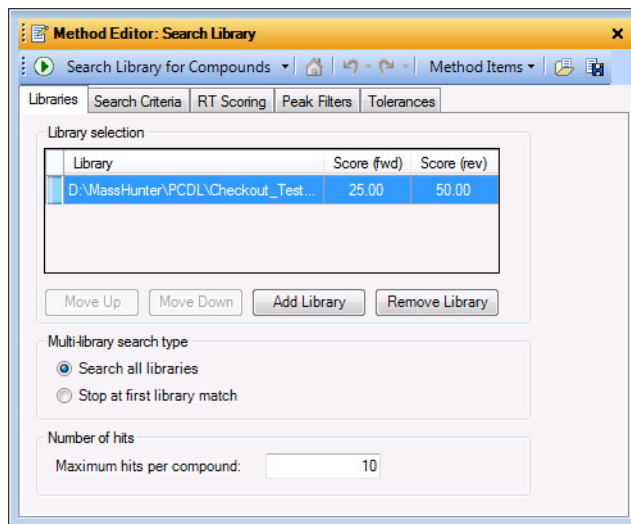 Method Editor: Search Library
Search Library for Compounds Method Items
Libraries Search Criteria RT Scoring Peak Filters Tolerances
Library selection
Library Score (fwd) Score (rev)
D:\MassHunter\PCDL\Checkout_Test... 25.00 50.00
Move Up Move Down Add Library Remove Library
Multi-library search type
Search all libraries
Stop at first library match
Number of hits
Maximum hits per compound: 10